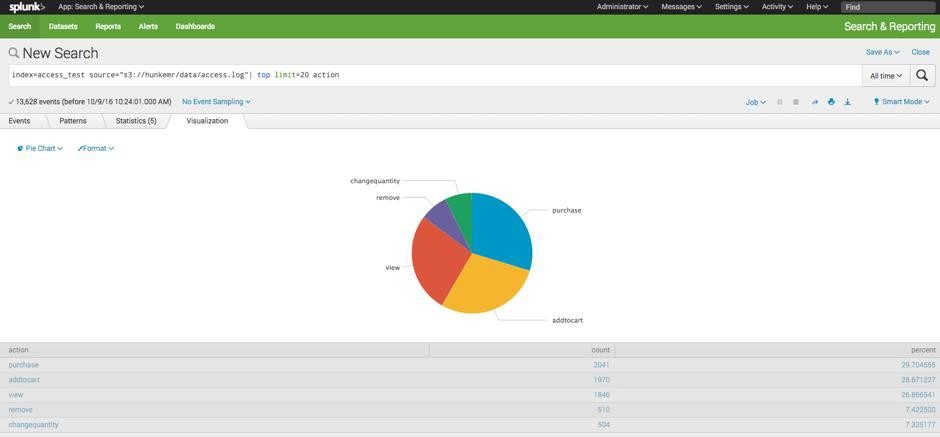 splunk> App: Search & Reporting Administrator Messages Settings Activity Help Find
Search Datasets Reports Alerts Dashboards Search & Reporting
New Search Save As Close
index=access_test source="s3://hunkemr/data/access.log"| top limit=20 action All time
13,628 events (before 10/9/16 10:24:01.000 AM) No Event Sampling Job Smart Mode
Events Patterns Statistics (5) Visualization
Pie Chart Format
changequantity
remove
purchase
view
addtocart
action count percent
purchase 2041 29.704555
addtocart 1970 28.671227
view 1846 26.866541
remove 510 7.422500
changequantity 504 7.335177